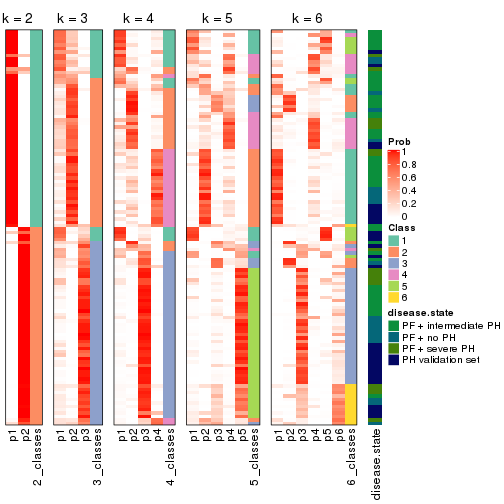 k = 2 k = 3 k = 4 k = 5 k = 6
Prob
1
0.8
0.6
0.4
0.2
0
Class
1
2
3
4
5
6
disease.state
PF + intermediate PH
PF + no PH
PF + severe PH
PH validation set
p1 p2 2_classes p1 p2 p3 3_classes p1 p2 p3 p4 4_classes p1 p2 p3 p4 p5 5_classes p1 p2 p3 p4 p5 p6 6_classes disease.state